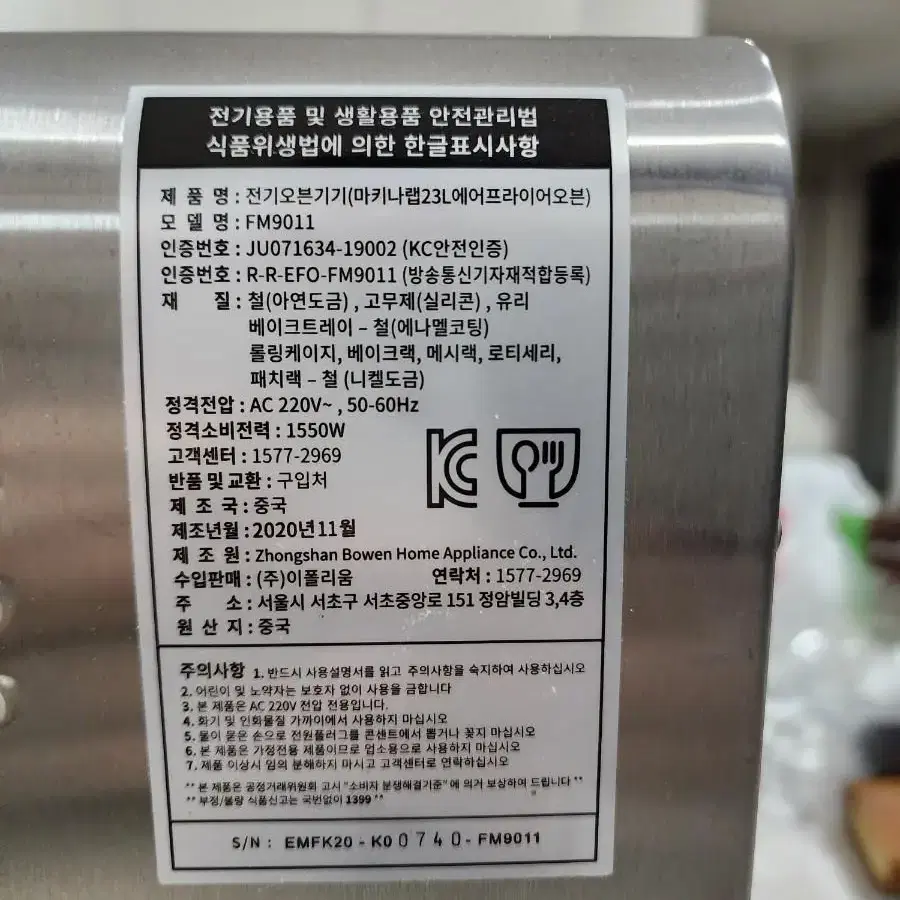 전기용품 및 생활용품 안전관리법
식품위생법에 의한 한글표시사항
제 품 명 : 전기오븐기기(마키나랩23L에어프라이어오븐)
모 델 명 : FM9011
인증번호 : JU071634-19002 (KC안전인증)
인증번호 : R-R-EFO-FM9011 (방송통신기자재적합등록)
재 질 : 철(아연도금) , 고무제(실리콘) , 유리
베이크트레이 – 철(에나멜코팅)
롤링케이지, 베이크랙, 메시랙, 로티세리,
패치랙 – 철 (니켈도금)
정격전압 : AC 220V~ , 50-60Hz
정격소비전력 : 1550W
고객센터 : 1577-2969
반품 및 교환 : 구입처
제 조 국 : 중국
제조년월 : 2020년11월
제 조 원 : Zhongshan Bowen Home Appliance Co., Ltd.
수입판매 : (주)이폴리움 연락처 : 1577-2969
주 소 : 서울시 서초구 서초중앙로 151 정암빌딩 3,4층
원 산 지 : 중국
주의사항 1. 반드시 사용설명서를 읽고 주의사항을 숙지하여 사용하십시오
2. 어린이 및 노약자는 보호자 없이 사용을 금합니다
3. 본 제품은 AC 220V 전압 전용입니다.
4. 화기 및 인화물질 가까이에서 사용하지 마십시오
5. 물이 묻은 손으로 전원플러그를 콘센트에서 뽑거나 꽂지 마십시오
6. 본 제품은 가정전용 제품이므로 업소용으로 사용하지 마십시오
7. 제품 이상시 임의 분해하지 마시고 고객센터로 연락하십시오
** 본 제품은 공정거래위원회 고시 "소비자 분쟁해결기준" 에 의거 보상하여 드립니다 **
** 부정/불량 식품신고는 국번없이 1399 **
S/N : EMFK20 - K0 0 7 4 0 - FM9011